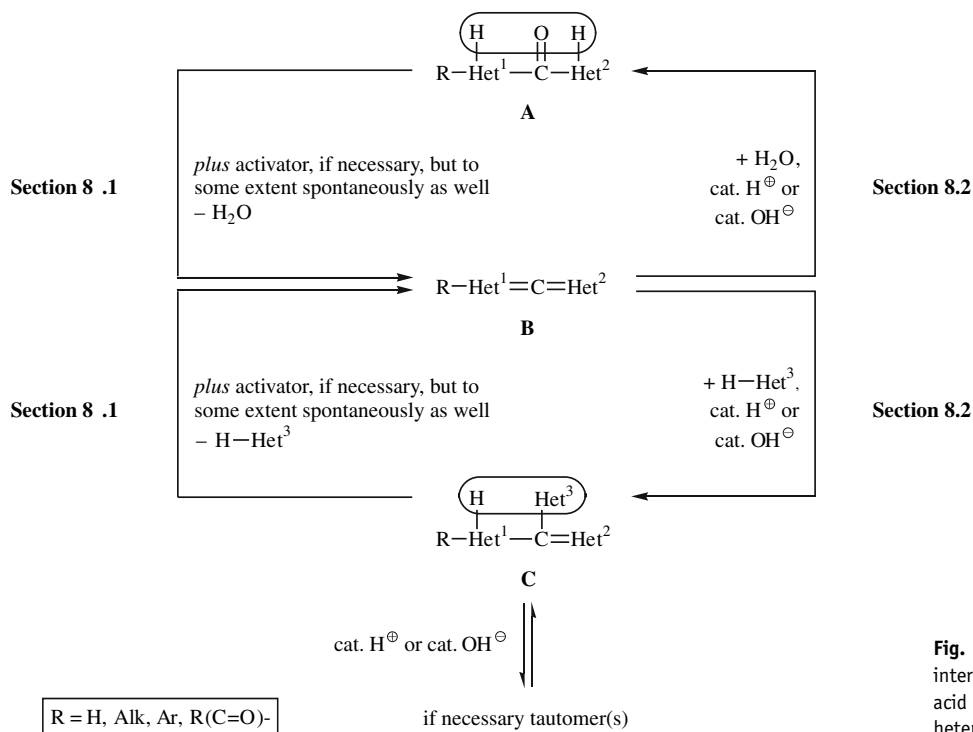 H O H
R−Het¹−C−Het²
A
Section 8 .1
plus activator, if necessary, but to
some extent spontaneously as well
− H₂O
+ H₂O,
cat. H⊕ or
cat. OH⊖
Section 8.2
R−Het¹=C=Het²
B
Section 8 .1
plus activator, if necessary, but to
some extent spontaneously as well
− H−Het³
+ H−Het³,
cat. H⊕ or
cat. OH⊖
Section 8.2
H Het³
R−Het¹−C=Het²
C
cat. H⊕ or cat. OH⊖
if necessary tautomer(s)
R = H, Alk, Ar, R(C=O)-
Fig.
inter
acid
heter